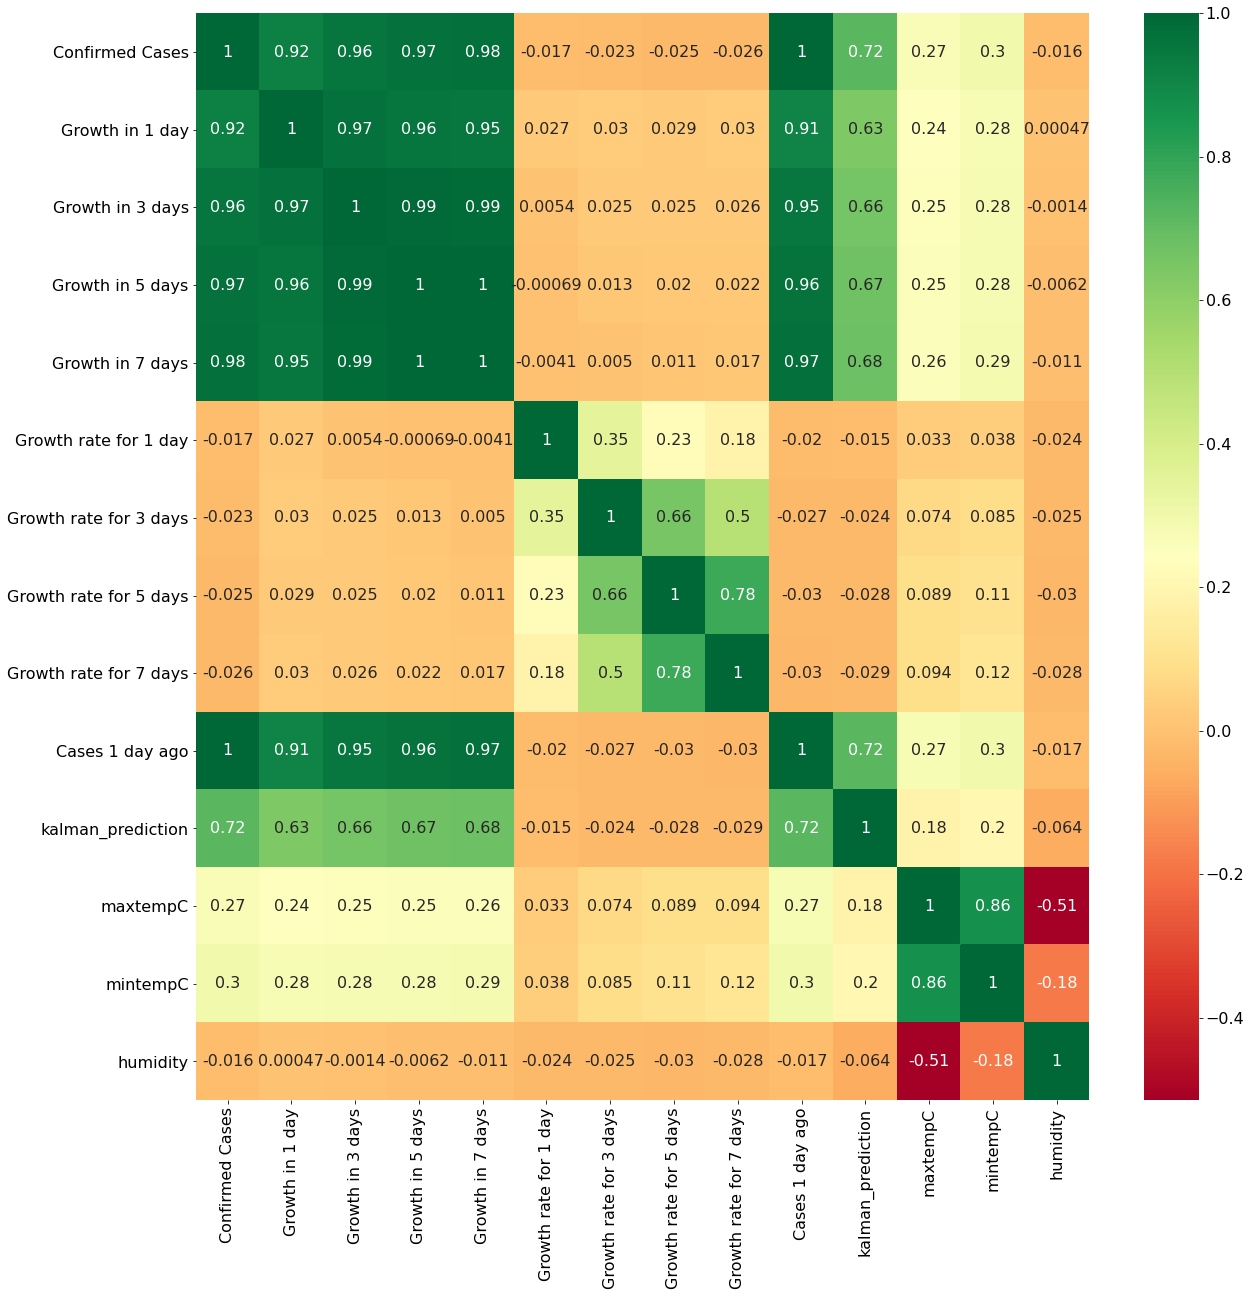 Confirmed Cases 1 0.92 0.96 0.97 0.98 -0.017 -0.023 -0.025 -0.026 1 0.72 0.27 0.3 -0.016
Growth in 1 day 0.92 1 0.97 0.96 0.95 0.027 0.03 0.029 0.03 0.91 0.63 0.24 0.28 0.00047
Growth in 3 days 0.96 0.97 1 0.99 0.99 0.0054 0.025 0.025 0.026 0.95 0.66 0.25 0.28 -0.0014
Growth in 5 days 0.97 0.96 0.99 1 1 -0.00069 0.013 0.02 0.022 0.96 0.67 0.25 0.28 -0.0062
Growth in 7 days 0.98 0.95 0.99 1 1 -0.0041 0.005 0.011 0.017 0.97 0.68 0.26 0.29 -0.011
Growth rate for 1 day -0.017 0.027 0.0054 -0.00069 -0.0041 1 0.35 0.23 0.18 -0.02 -0.015 0.033 0.038 -0.024
Growth rate for 3 days -0.023 0.03 0.025 0.013 0.005 0.35 1 0.66 0.5 -0.027 -0.024 0.074 0.085 -0.025
Growth rate for 5 days -0.025 0.029 0.025 0.02 0.011 0.23 0.66 1 0.78 -0.03 -0.028 0.089 0.11 -0.03
Growth rate for 7 days -0.026 0.03 0.026 0.022 0.017 0.18 0.5 0.78 1 -0.03 -0.029 0.094 0.12 -0.028
Cases 1 day ago 1 0.91 0.95 0.96 0.97 -0.02 -0.027 -0.03 -0.03 1 0.72 0.27 0.3 -0.017
kalman_prediction 0.72 0.63 0.66 0.67 0.68 -0.015 -0.024 -0.028 -0.029 0.72 1 0.18 0.2 -0.064
maxtempC 0.27 0.24 0.25 0.25 0.26 0.033 0.074 0.089 0.094 0.27 0.18 1 0.86 -0.51
mintempC 0.3 0.28 0.28 0.28 0.29 0.038 0.085 0.11 0.12 0.3 0.2 0.86 1 -0.18
humidity -0.016 0.00047 -0.0014 -0.0062 -0.011 -0.024 -0.025 -0.03 -0.028 -0.017 -0.064 -0.51 -0.18 1
Confirmed Cases
Growth in 1 day
Growth in 3 days
Growth in 5 days
Growth in 7 days
Growth rate for 1 day
Growth rate for 3 days
Growth rate for 5 days
Growth rate for 7 days
Cases 1 day ago
kalman_prediction
maxtempC
mintempC
humidity
1.0
0.8
0.6
0.4
0.2
0.0
−0.2
−0.4